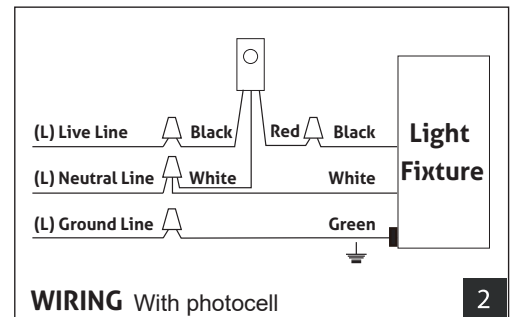 (L) Live Line Black Red Black
Light
Fixture
(L) Neutral Line White White
(L) Ground Line Green
WIRING With photocell
2